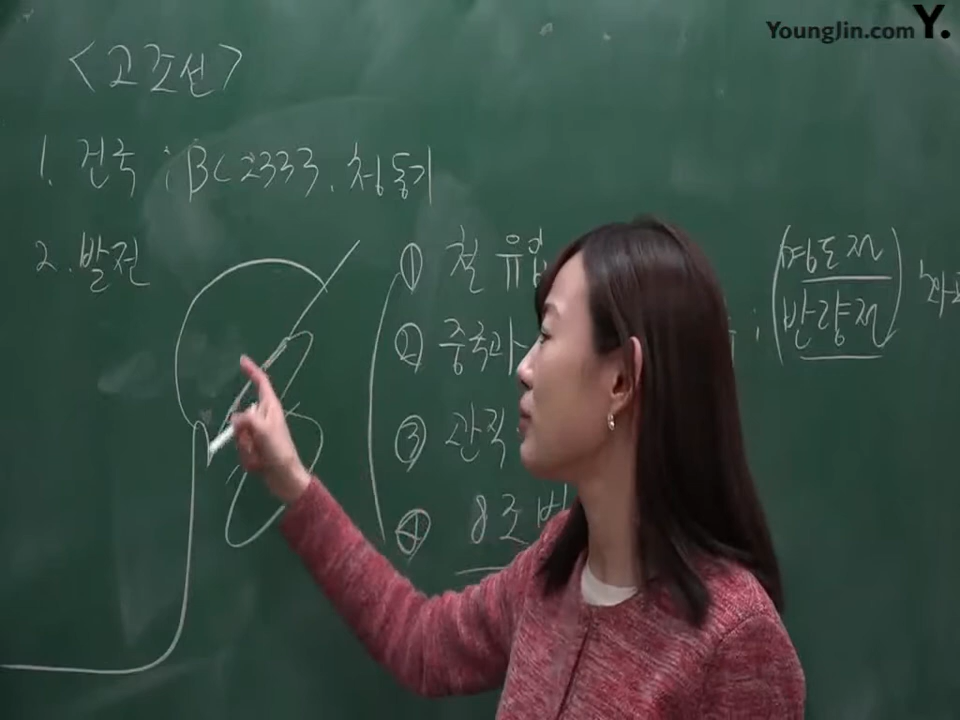 YoungJin.com Y.
<고조선>
1. 건국 : BC 2333. 청동기
2. 발전
① 철 유입
② 중국과
③ 관직
④ 8조 법
: (명도전
반량전)